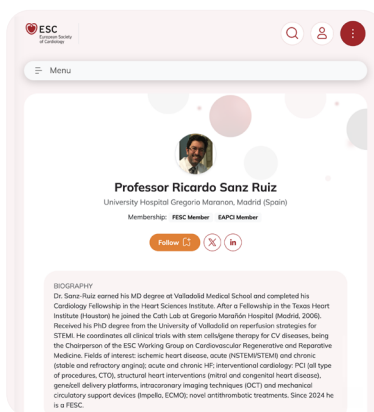 ESC
European Society
of Cardiology
Menu
Professor Ricardo Sanz Ruiz
University Hospital Gregorio Maranon, Madrid (Spain)
Membership: FESC Member EAPCI Member
Follow
in
BIOGRAPHY
Dr. Sanz-Ruiz earned his MD degree at Valladolid Medical School and completed his
Cardiology Fellowship in the Heart Sciences Institute. After a Fellowship in the Texas Heart
Institute (Houston) he joined the Cath Lab at Gregorio Marañón Hospital (Madrid, 2006).
Received his PhD degree from the University of Valladolid on reperfusion strategies for
STEMI. He coordinates all clinical trials with stem cells/gene therapy for CV diseases, being
the Chairperson of the ESC Working Group on Cardiovascular Regenerative and Reparative
Medicine. Fields of interest: ischemic heart disease, acute (NSTEMI/STEMI) and chronic
(stable and refractory angina); acute and chronic HF; interventional cardiology: PCI (all type
of procedures, CTO), structural heart interventions (mitral and congenital heart disease),
gene/cell delivery platforms, intracoronary imaging techniques (OCT) and mechanical
circulatory support devices (Impella, ECMO); novel antithrombotic treatments. Since 2024 he
is a FESC.